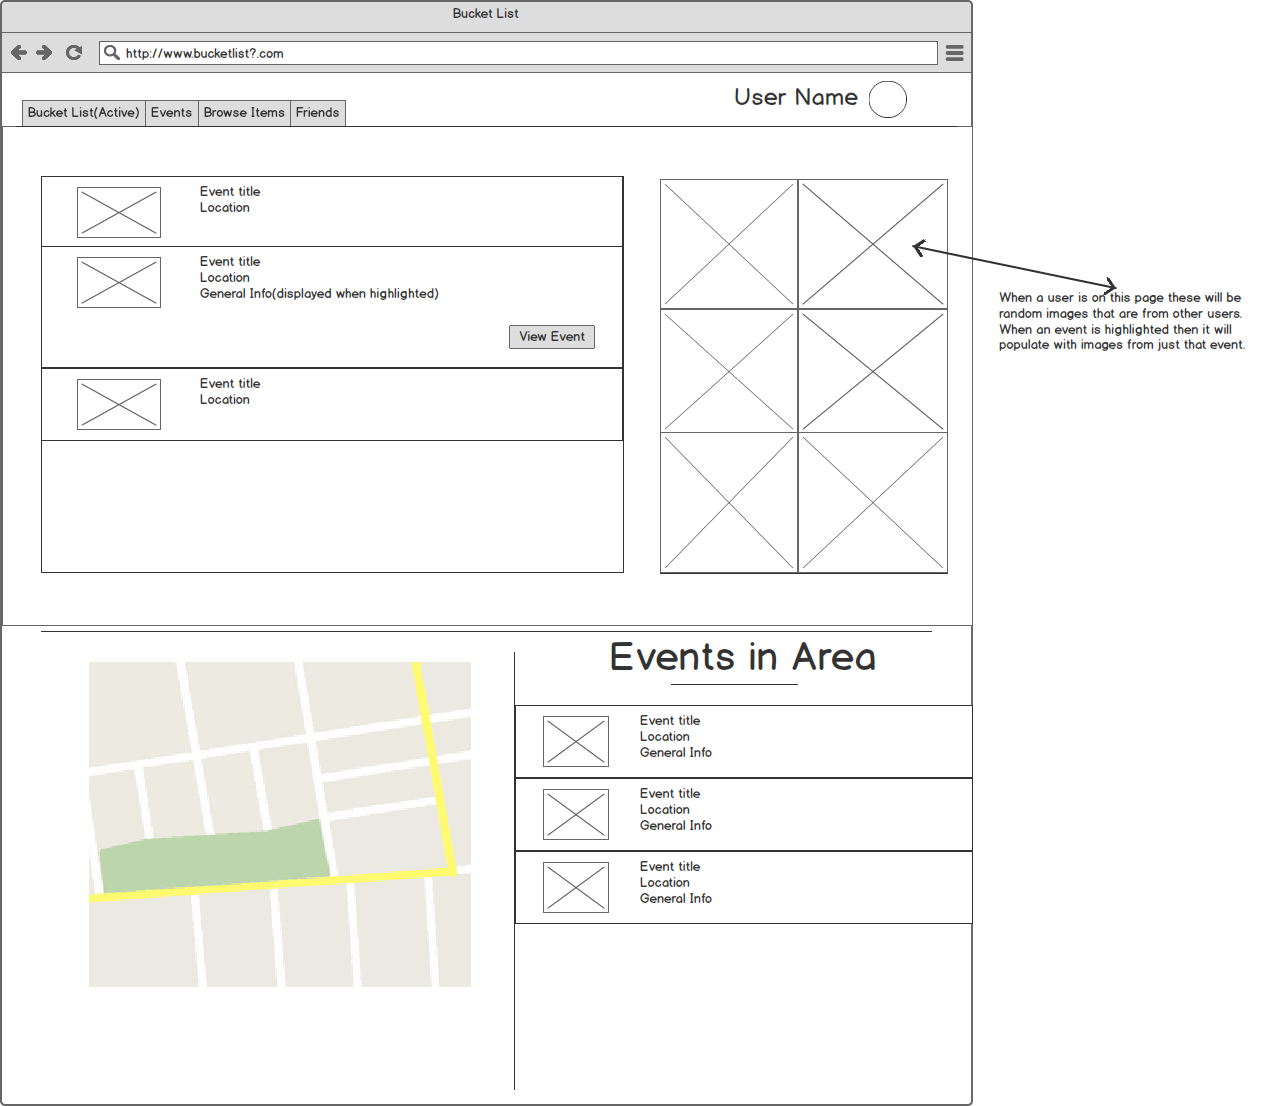 Bucket List
http://www.bucketlist?.com
User Name
Bucket List(Active) Events Browse Items Friends
Event title
Location
Event title
Location
General Info(displayed when highlighted)
View Event
Event title
Location
When a user is on this page these will be
random images that are from other users.
When an event is highlighted then it will
populate with images from just that event.
Events in Area
Event title
Location
General Info
Event title
Location
General Info
Event title
Location
General Info